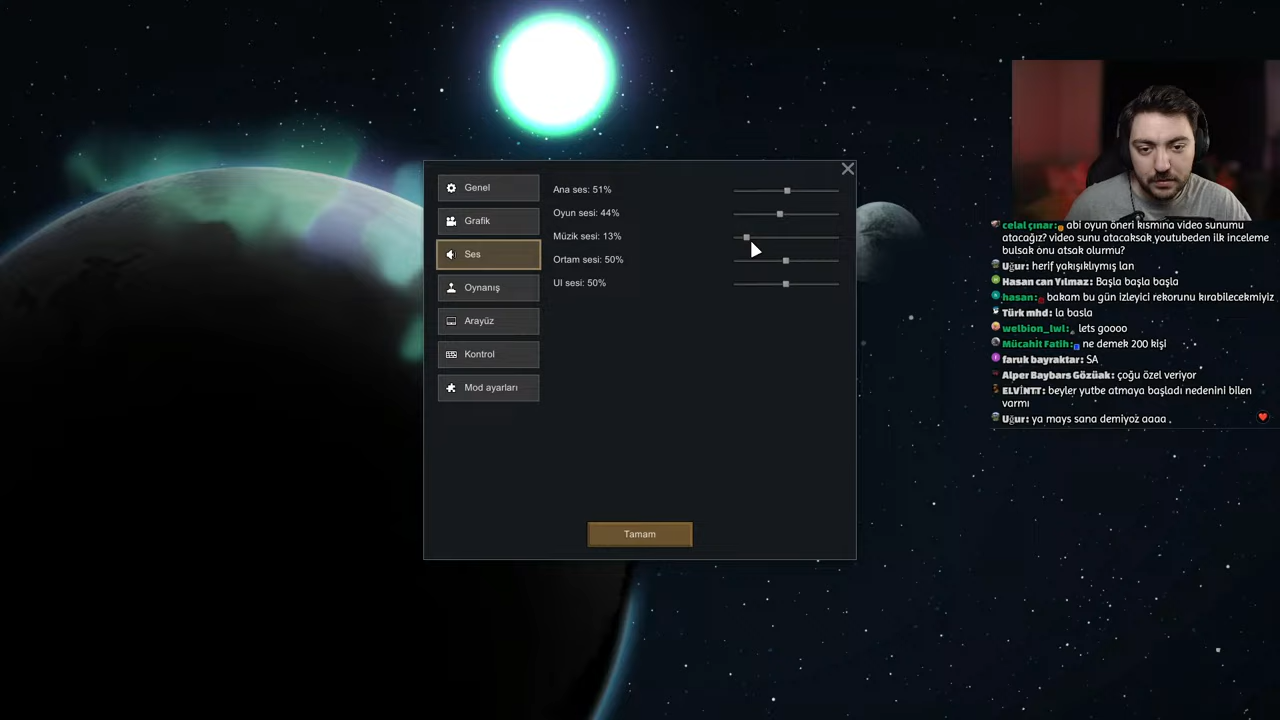 Genel
Grafik
Ses
Oynanış
Arayüz
Kontrol
Mod ayarları
Ana ses: 51%
Oyun sesi: 44%
Müzik sesi: 13%
Ortam sesi: 50%
UI sesi: 50%
Tamam
celal çınar: abi oyun öneri kısmına video sunumu
atacağız? video sunu atacaksak youtubeden ilk inceleme
bulsak onu atsak olurmu?
Uğur: herif yakışıklıymış lan
Hasan can Yılmaz: Başla başla başla
hasan: bakam bu gün izleyici rekorunu kırabilecekmiyiz
Türk mhd: la basla
welbion_lwl: lets goooo
Mücahit Fatih: ne demek 200 kişi
faruk bayraktar: SA
Alper Baybars Gözüak: çoğu özel veriyor
ELVİNTT: beyler yutbe atmaya başladı nedenini bilen
varmı
Uğur: ya mays sana demiyoz aaaa